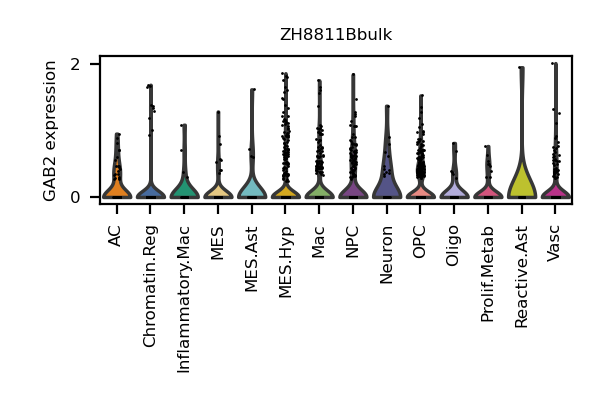 ZH8811Bbulk
GAB2 expression
2
0
AC
Chromatin.Reg
Inflammatory.Mac
MES
MES.Ast
MES.Hyp
Mac
NPC
Neuron
OPC
Oligo
Prolif.Metab
Reactive.Ast
Vasc